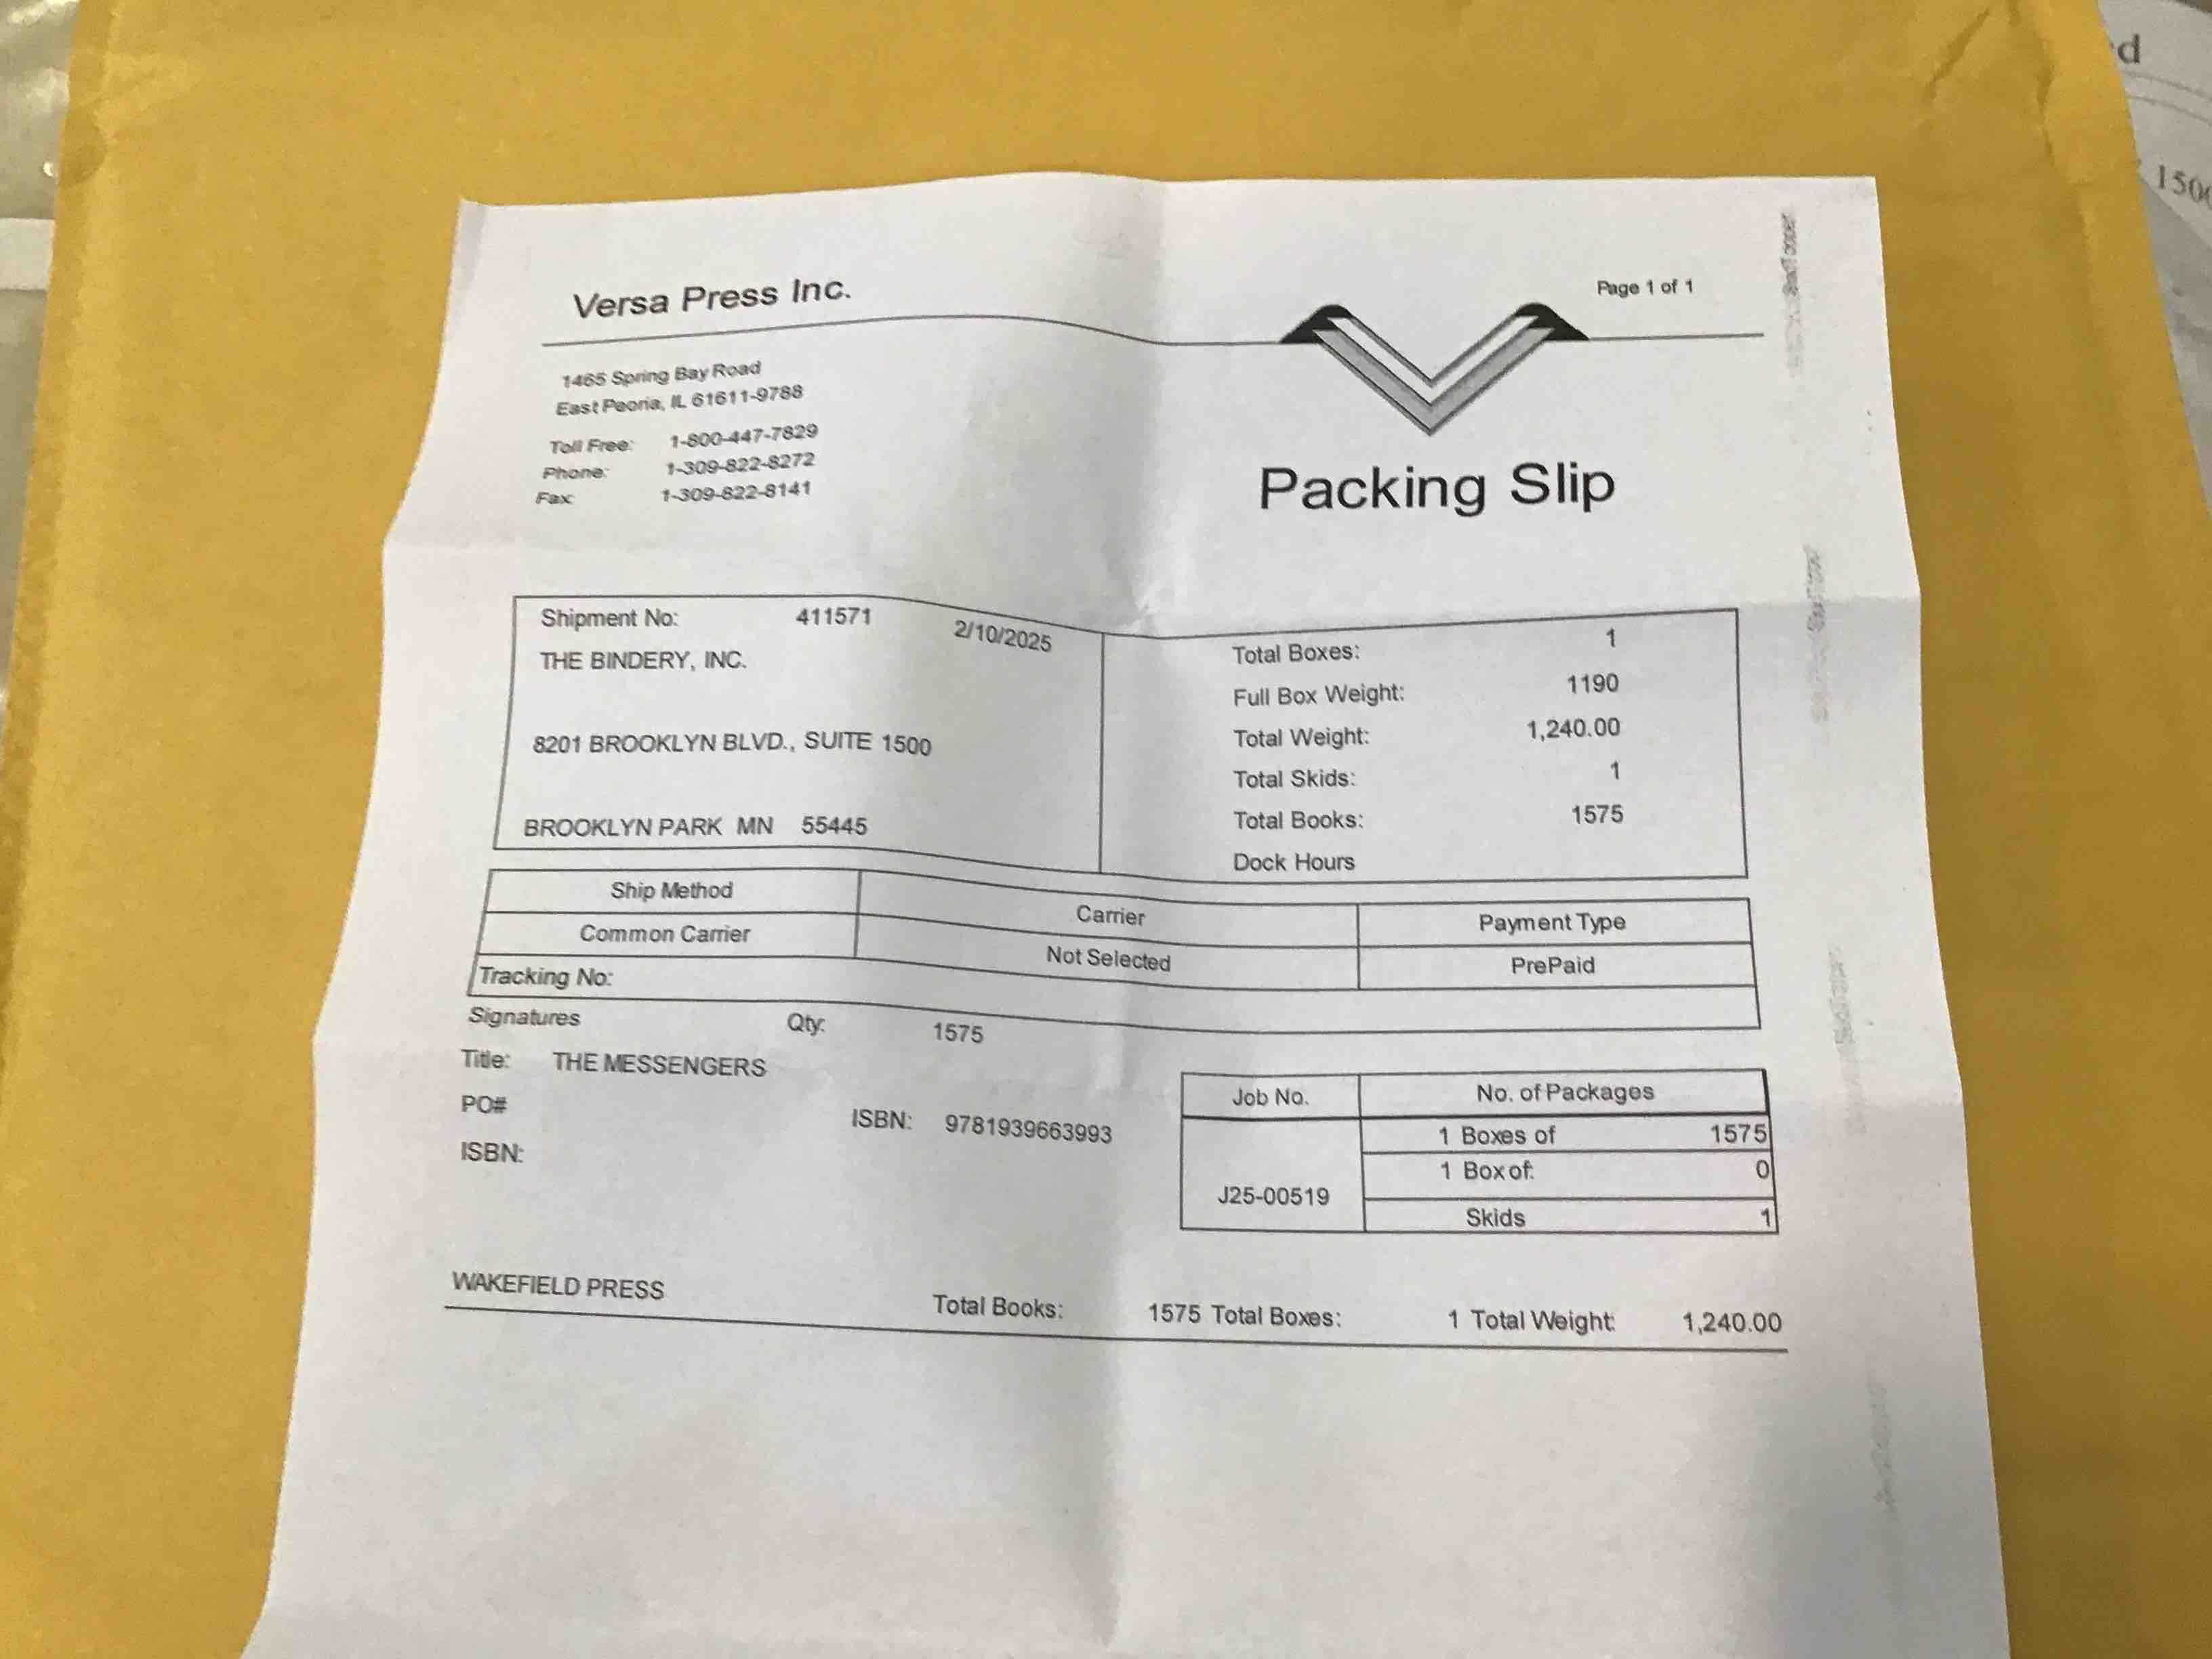 Versa Press Inc.
Page 1 of 1
1465 Spring Bay Road
East Peoria, IL 61611-9788
Toll Free: 1-800-447-7829
Phone: 1-309-822-8272
Fax: 1-309-822-8141
Packing Slip
Shipment No: 411571 2/10/2025
THE BINDERY, INC.
8201 BROOKLYN BLVD., SUITE 1500
BROOKLYN PARK MN 55445
Total Boxes: 1
Full Box Weight: 1190
Total Weight: 1,240.00
Total Skids: 1
Total Books: 1575
Dock Hours
Ship Method Carrier Payment Type
Common Carrier Not Selected PrePaid
Tracking No:
Signatures Qty: 1575
Title: THE MESSENGERS
PO#
ISBN: 9781939663993
ISBN:
Job No. No. of Packages
1 Boxes of 1575
1 Box of: 0
J25-00519
Skids 1
WAKEFIELD PRESS
Total Books: 1575 Total Boxes: 1 Total Weight: 1,240.00